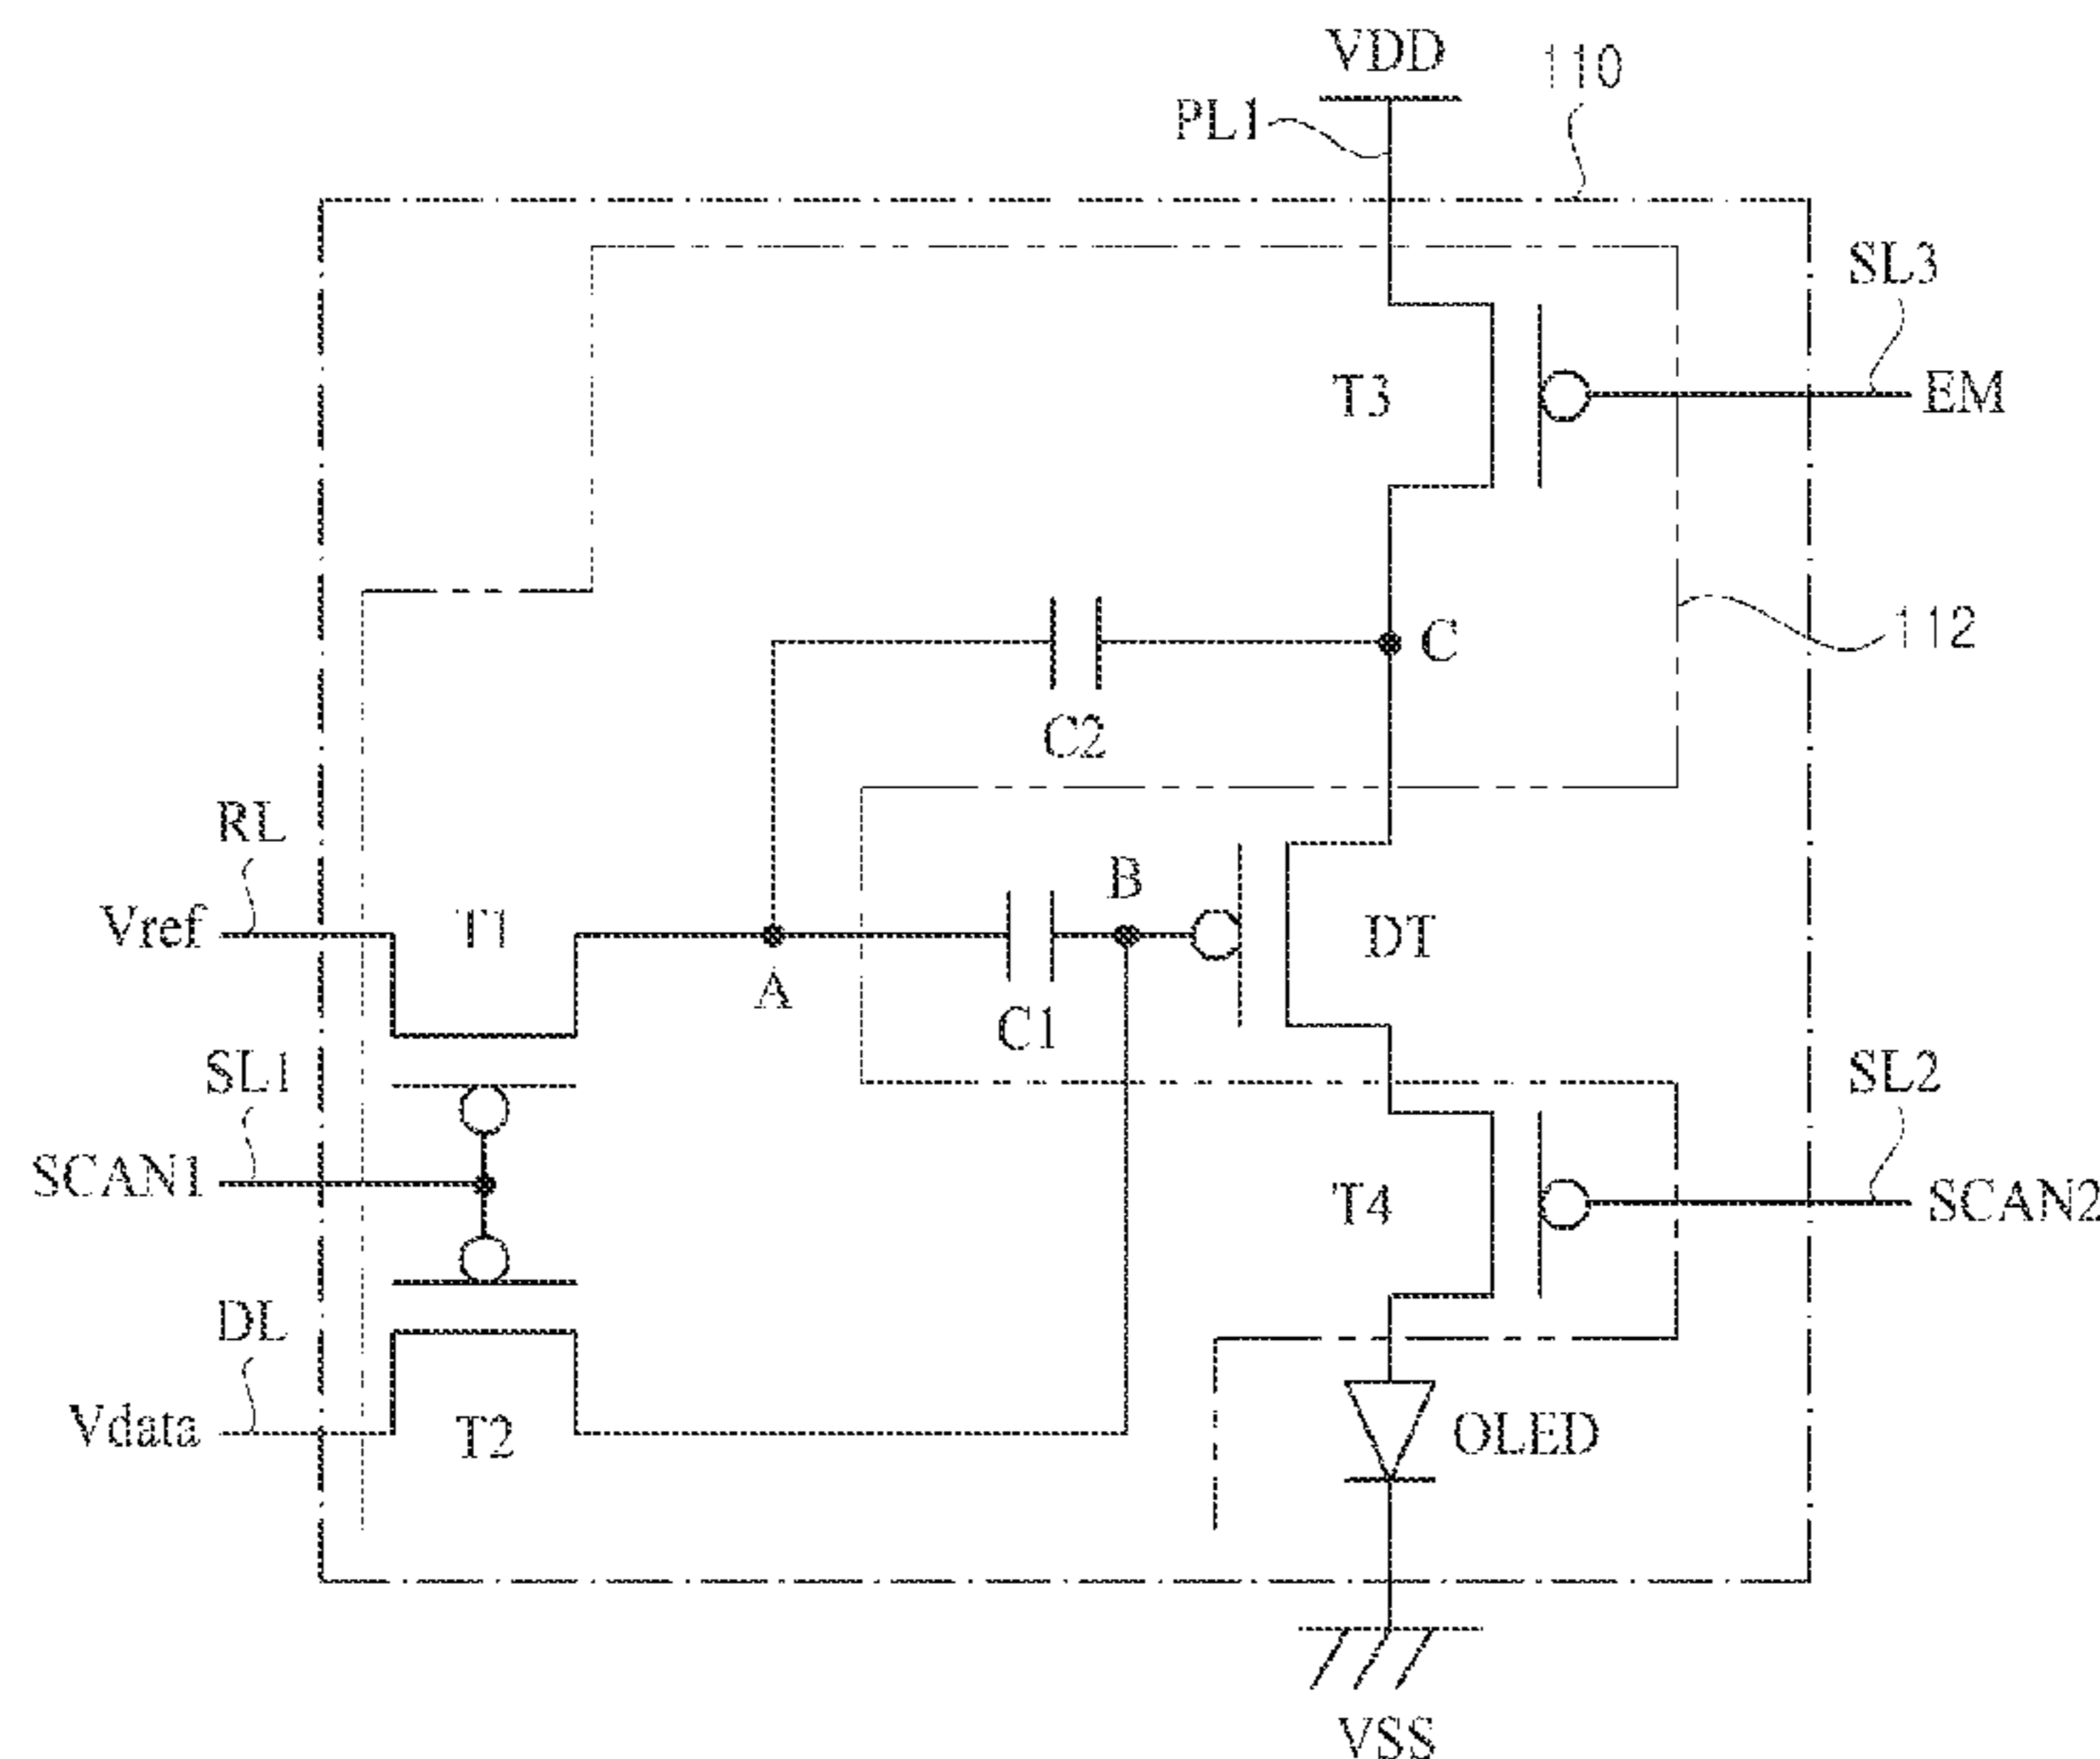 VDD
110
PL1
SL3
T3
EM
C
112
C2
RL
B
Vref
T1
DT
A
C1
SL1
SL2
SCAN1
T4
SCAN2
DL
Vdata
T2
OLED
VSS